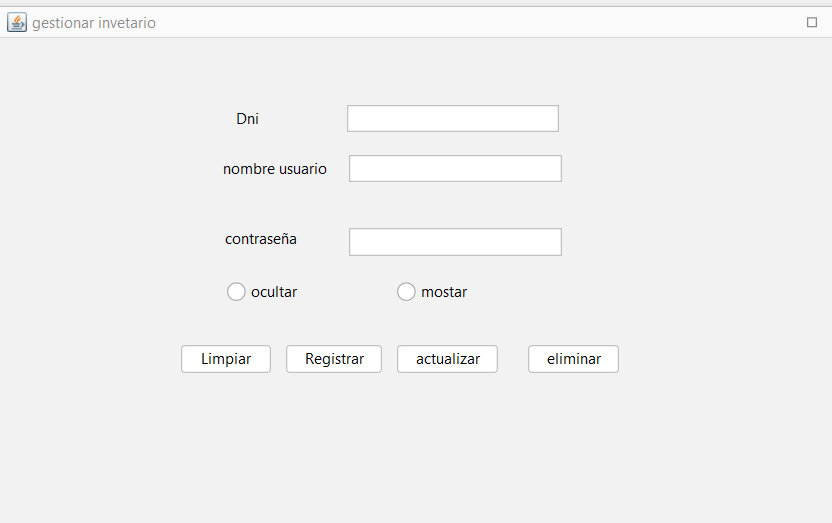 gestionar invetario
Dni
nombre usuario
contraseña
ocultar mostar
Limpiar Registrar actualizar eliminar